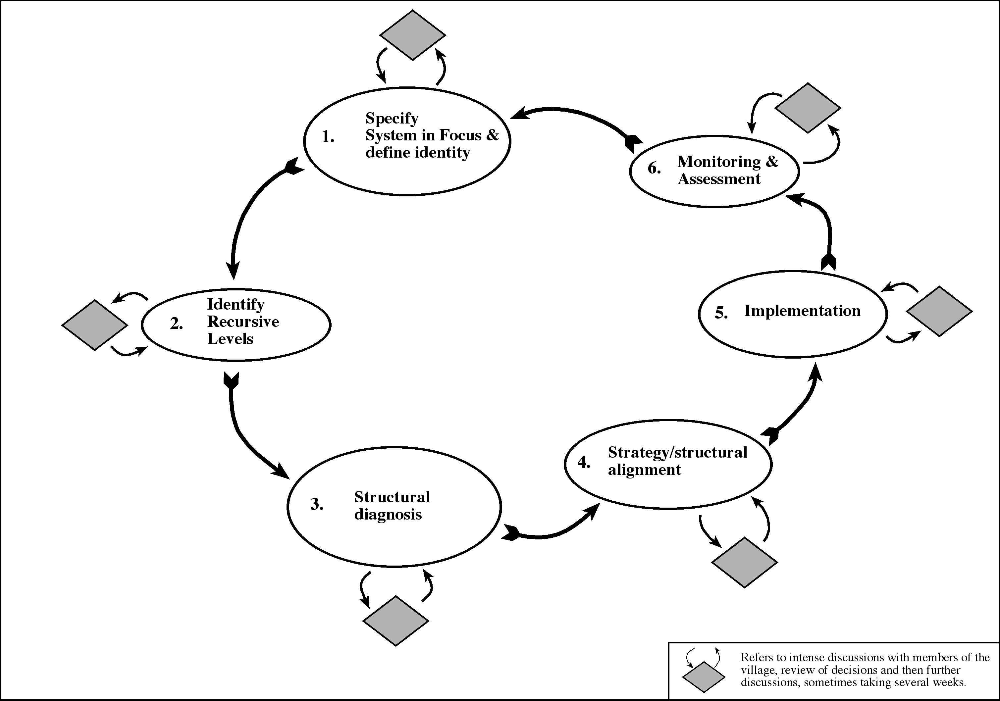 1.
Specify
System in Focus &
define identity
2.
Identify
Recursive
Levels
3.
Structural
diagnosis
4.
Strategy/structural
alignment
5.
Implementation
6.
Monitoring &
Assessment
Refers to intense discussions with members of the
village, review of decisions and then further
discussions, sometimes taking several weeks.